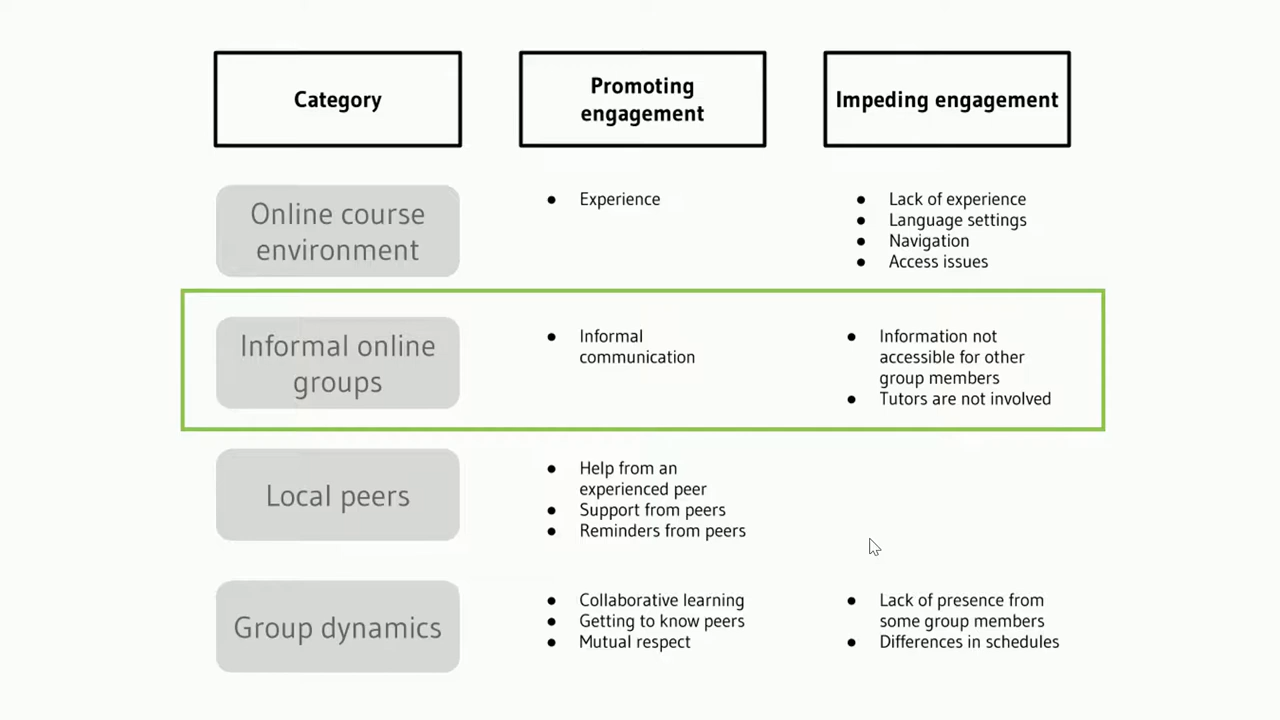 Category
Promoting
engagement
Impeding engagement
Online course
environment
Experience
Lack of experience
Language settings
Navigation
Access issues
Informal online
groups
Informal
communication
Information not
accessible for other
group members
Tutors are not involved
Local peers
Help from an
experienced peer
Support from peers
Reminders from peers
Group dynamics
Collaborative learning
Getting to know peers
Mutual respect
Lack of presence from
some group members
Differences in schedules